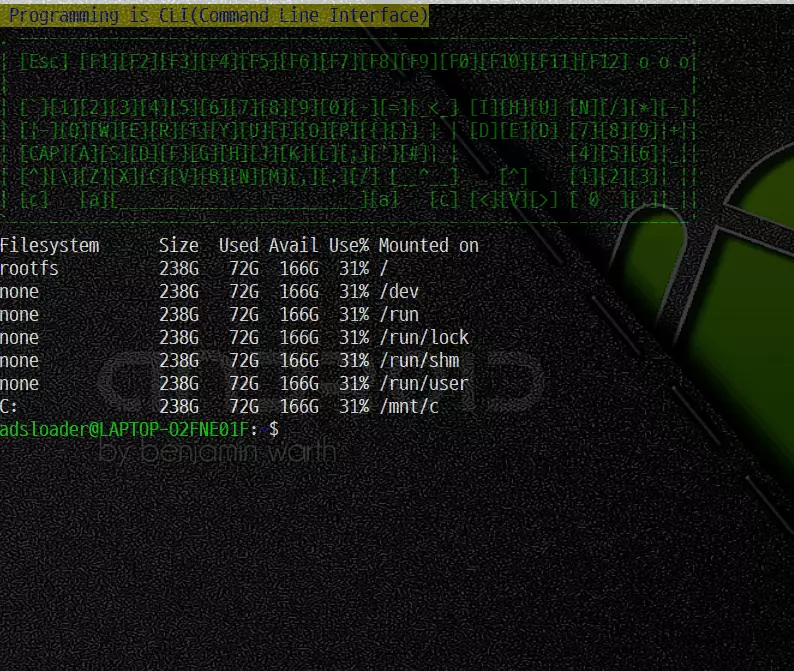 Programming is CLI(Command Line Interface)
[Esc] [F1][F2][F3][F4][F5][F6][F7][F8][F9][F0][F10][F11][F12] o o o
[`][1][2][3][4][5][6][7][8][9][0][-][=][_<_] [I][H][U] [N][/][*][-]
[|-][Q][W][E][R][T][Y][U][I][O][P][{][}] | | [D][E][D] [7][8][9]|+|
[CAP][A][S][D][F][G][H][J][K][L][;]['][#]|_| [4][5][6]|_|
[^][\][Z][X][C][V][B][N][M][,][.][/] [__^__] [^] [1][2][3]| |
[c] [a][________________________][a] [c] [<][V][>] [ 0 ][.]|_|
Filesystem Size Used Avail Use% Mounted on
rootfs 238G 72G 166G 31% /
none 238G 72G 166G 31% /dev
none 238G 72G 166G 31% /run
none 238G 72G 166G 31% /run/lock
none 238G 72G 166G 31% /run/shm
none 238G 72G 166G 31% /run/user
C: 238G 72G 166G 31% /mnt/c
adsloader@LAPTOP-O2FNE01F:~$
by benjamin warth